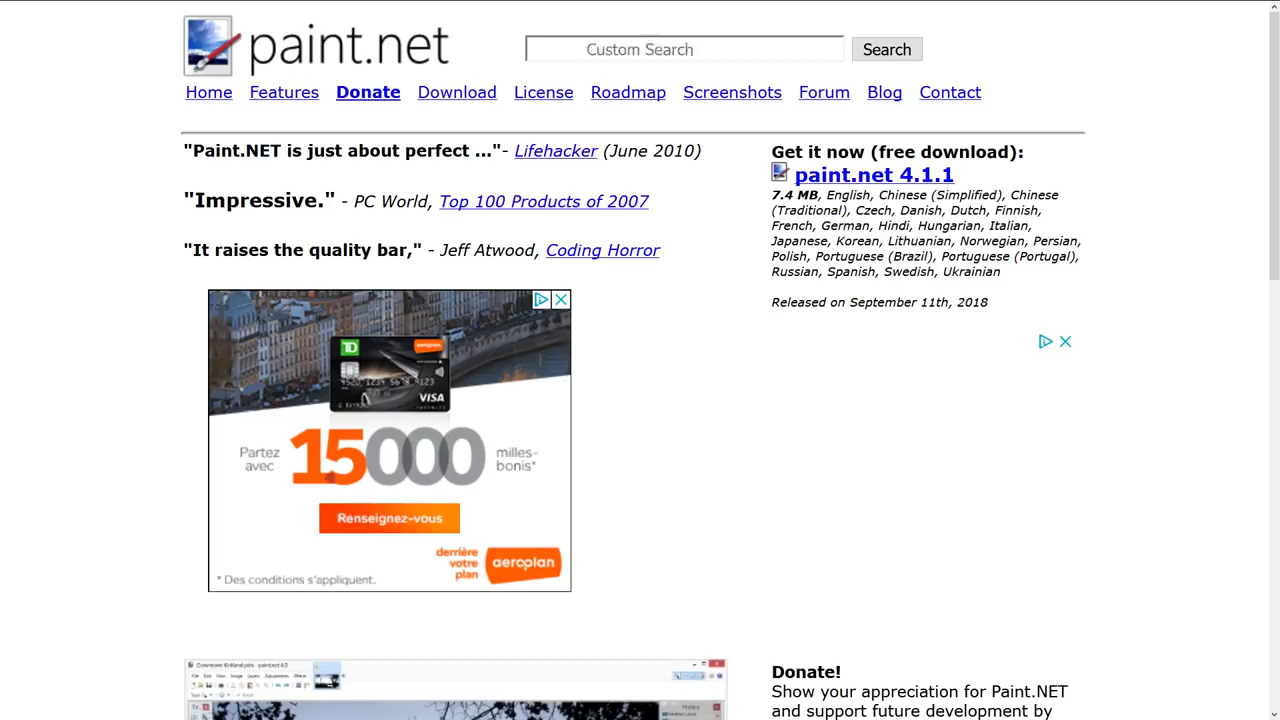 paint.net
Custom Search
Search
Home Features Donate Download License Roadmap Screenshots Forum Blog Contact
"Paint.NET is just about perfect ..."- Lifehacker (June 2010)
"Impressive." - PC World, Top 100 Products of 2007
"It raises the quality bar," - Jeff Atwood, Coding Horror
Get it now (free download):
paint.net 4.1.1
7.4 MB, English, Chinese (Simplified), Chinese
(Traditional), Czech, Danish, Dutch, Finnish,
French, German, Hindi, Hungarian, Italian,
Japanese, Korean, Lithuanian, Norwegian, Persian,
Polish, Portuguese (Brazil), Portuguese (Portugal),
Russian, Spanish, Swedish, Ukrainian
Released on September 11th, 2018
TD
aeroplan
VISA
Partez
avec
15000
milles-
bonis*
Renseignez-vous
derrière
votre
plan
aeroplan
* Des conditions s'appliquent.
Donate!
Show your appreciation for Paint.NET
and support future development by